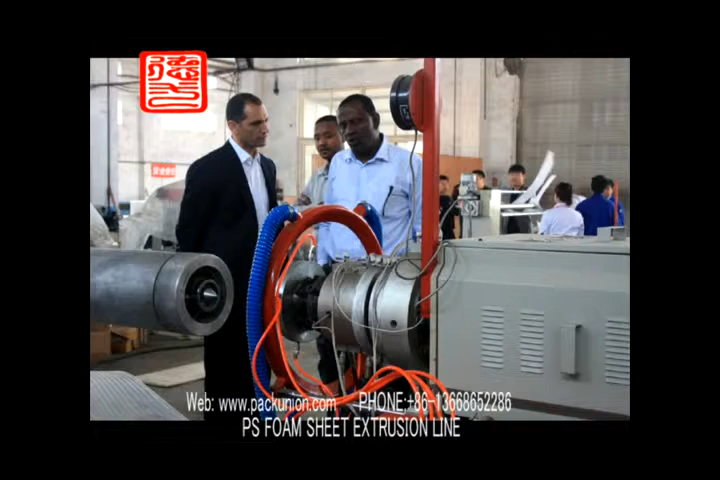 Web: www.packunion.com PHONE:+86-13668652286
PS FOAM SHEET EXTRUSION LINE